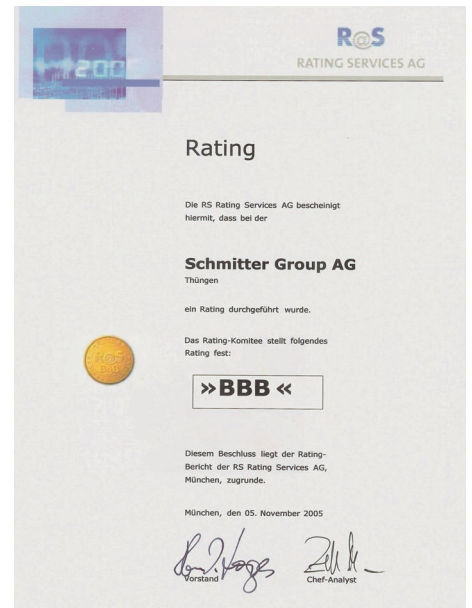 200
R@S
RATING SERVICES AG
Rating
Die RS Rating Services AG bescheinigt
hiermit, dass bei der
Schmitter Group AG
Thüngen
ein Rating durchgeführt wurde.
Das Rating-Komitee stellt folgendes
Rating fest:
R@S
»BBB«
Diesem Beschluss liegt der Rating-
Bericht der RS Rating Services AG,
München, zugrunde.
München, den 05. November 2005
Vorstand
Chef-Analyst